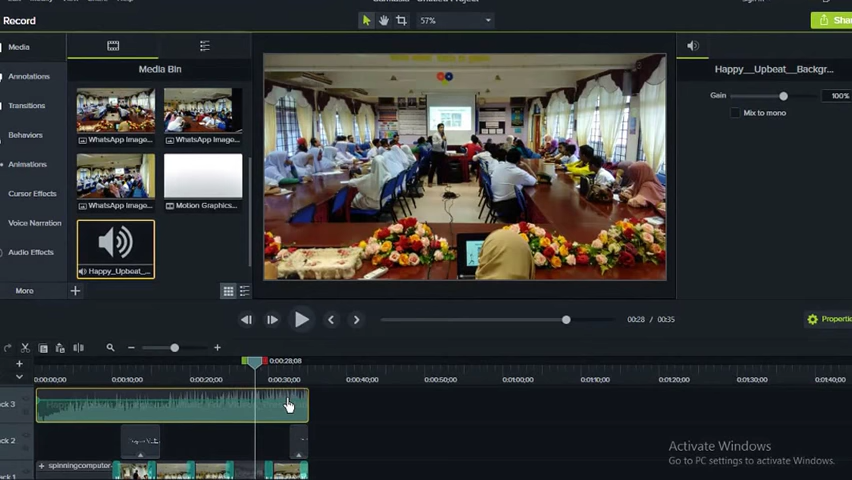 Record
57%
Share
Media
Annotations
Transitions
Behaviors
Animations
Cursor Effects
Voice Narration
Audio Effects
More
Media Bin
WhatsApp Image...
WhatsApp Image...
WhatsApp Image...
Motion Graphics...
Happy_Upbeat_...
Happy__Upbeat__Backgr...
Gain
100%
Mix to mono
00:28 / 00:35
Properti
0:00:28;08
0:00:00;00
0:00:10;00
0:00:20;00
0:00:30;00
0:00:40;00
0:00:50;00
0:01:00;00
0:01:10;00
0:01:20;00
0:01:30;00
0:01:40;00
ck 3
ck 2
ck 1
spinningcomputer
Activate Windows
Go to PC settings to activate Windows.